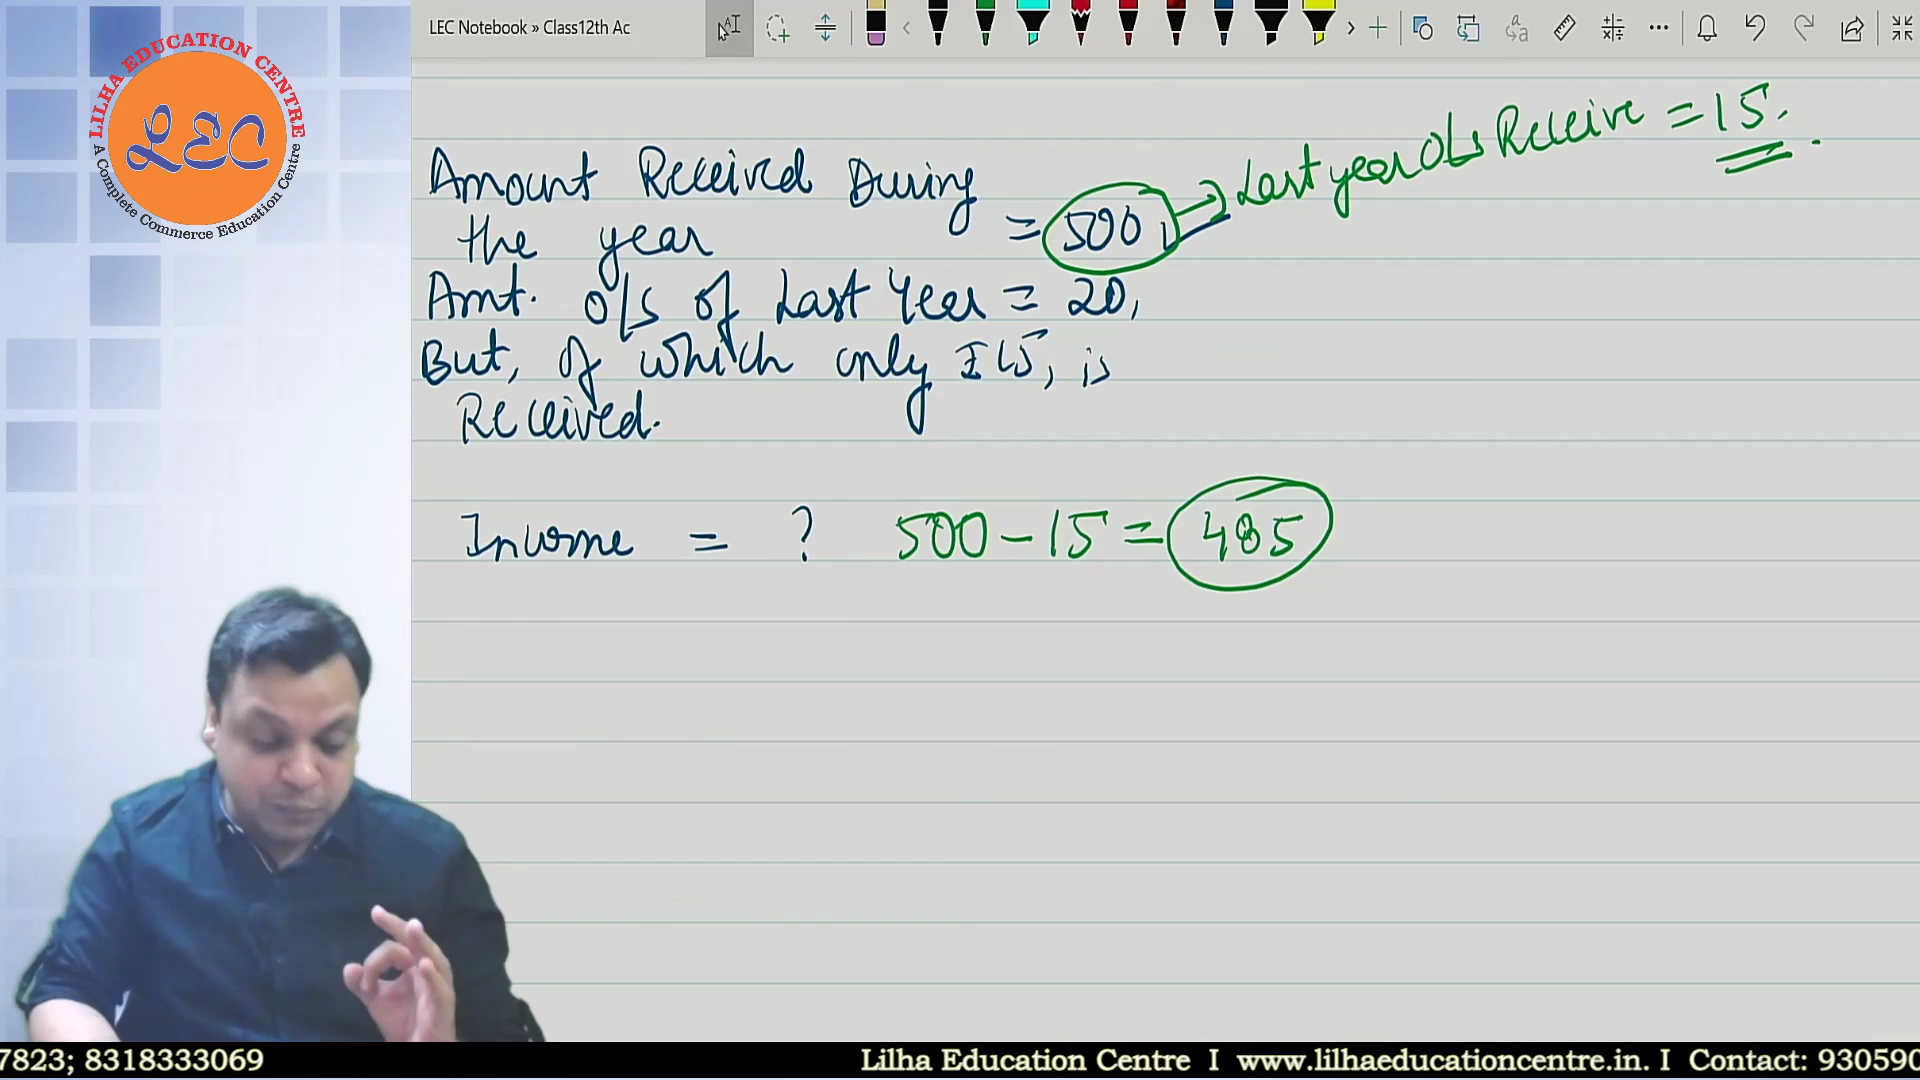 LEC Notebook » Class12th Ac
LILHA EDUCATION CENTRE
LEC
A Complete Commerce Education Centre
Last year O/s Receive = 15.
Amount Received During
the year = 500
Amt. o/s of Last Year = 20,
But, of which only ₹ 15, is
Received.
Income = ? 500 - 15 = 485
7823; 8318333069
Lilha Education Centre I www.lilhaeducationcentre.in. I Contact: 930590